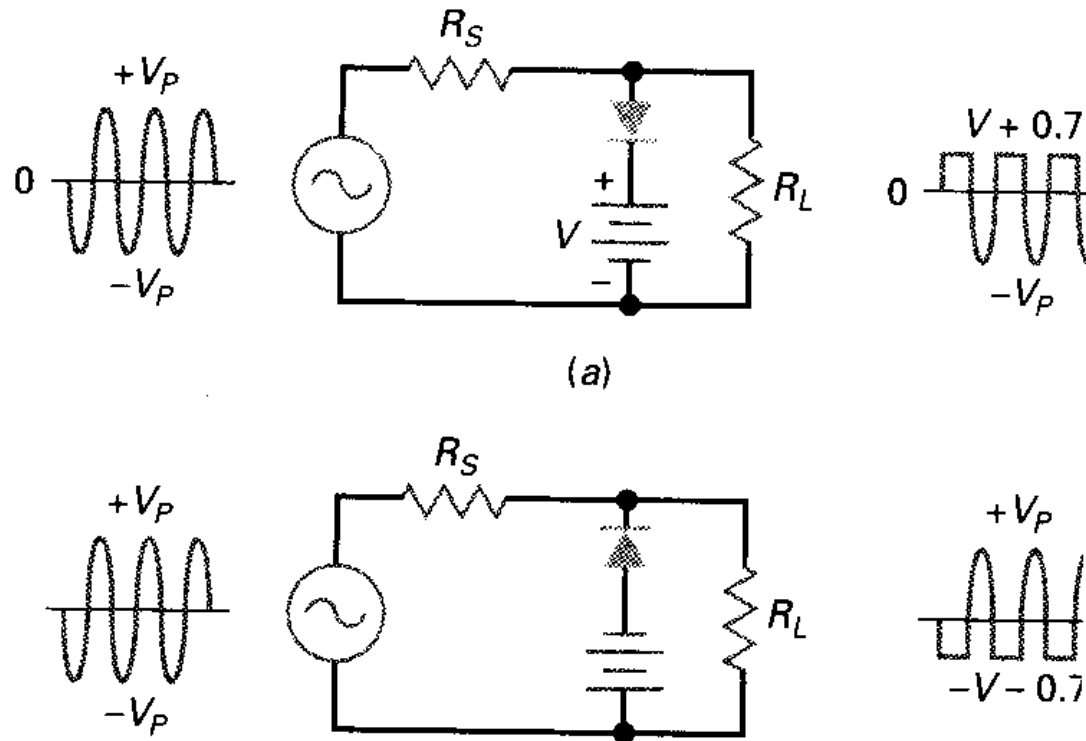 R_S
+V_P
V + 0.7
0
+
R_L
0
V
−
−V_P
−V_P
(a)
R_S
+V_P
+V_P
R_L
−V_P
−V − 0.7